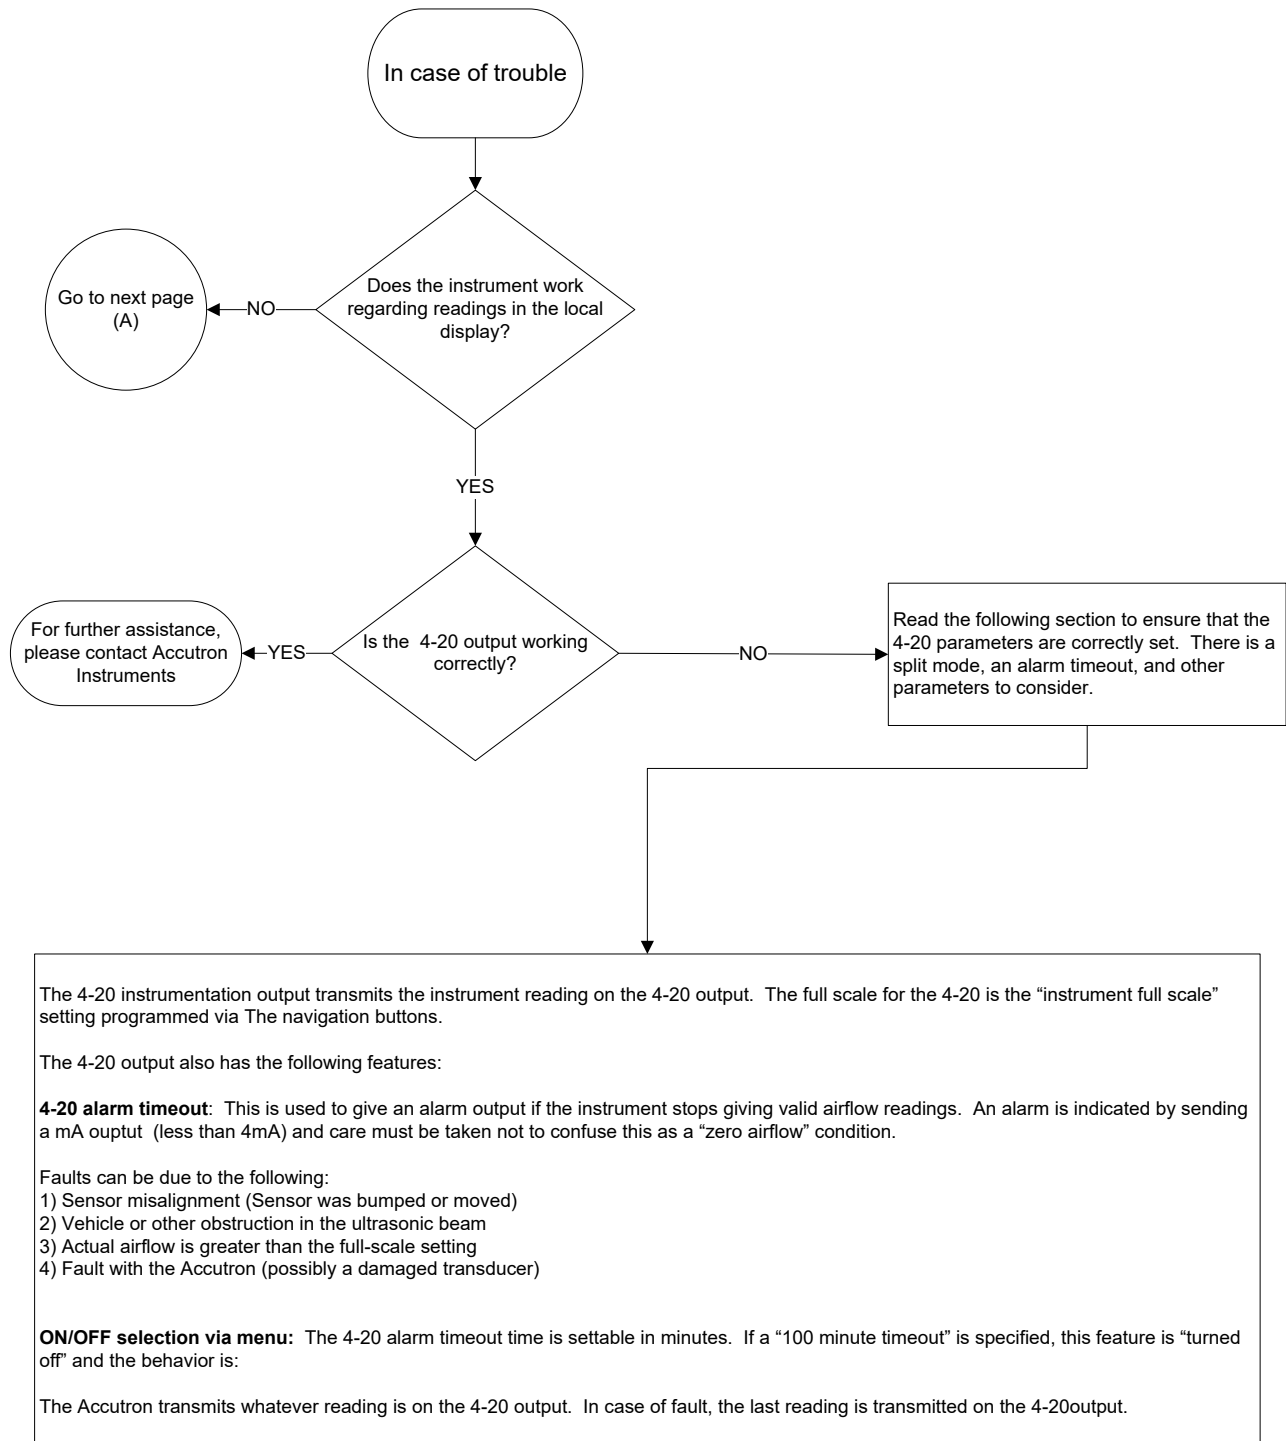 In case of trouble
Does the instrument work
regarding readings in the local
display?
NO
Go to next page
(A)
YES
Is the  4-20 output working
correctly?
YES
For further assistance,
please contact Accutron
Instruments
NO
Read the following section to ensure that the
4-20 parameters are correctly set.  There is a
split mode, an alarm timeout, and other
parameters to consider.
The 4-20 instrumentation output transmits the instrument reading on the 4-20 output.  The full scale for the 4-20 is the “instrument full scale”
setting programmed via The navigation buttons.
The 4-20 output also has the following features:
4-20 alarm timeout:  This is used to give an alarm output if the instrument stops giving valid airflow readings.  An alarm is indicated by sending
a mA ouptut  (less than 4mA) and care must be taken not to confuse this as a “zero airflow” condition.
Faults can be due to the following:
1) Sensor misalignment (Sensor was bumped or moved)
2) Vehicle or other obstruction in the ultrasonic beam
3) Actual airflow is greater than the full-scale setting
4) Fault with the Accutron (possibly a damaged transducer)
ON/OFF selection via menu:  The 4-20 alarm timeout time is settable in minutes.  If a “100 minute timeout” is specified, this feature is “turned
off” and the behavior is:
The Accutron transmits whatever reading is on the 4-20 output.  In case of fault, the last reading is transmitted on the 4-20output.